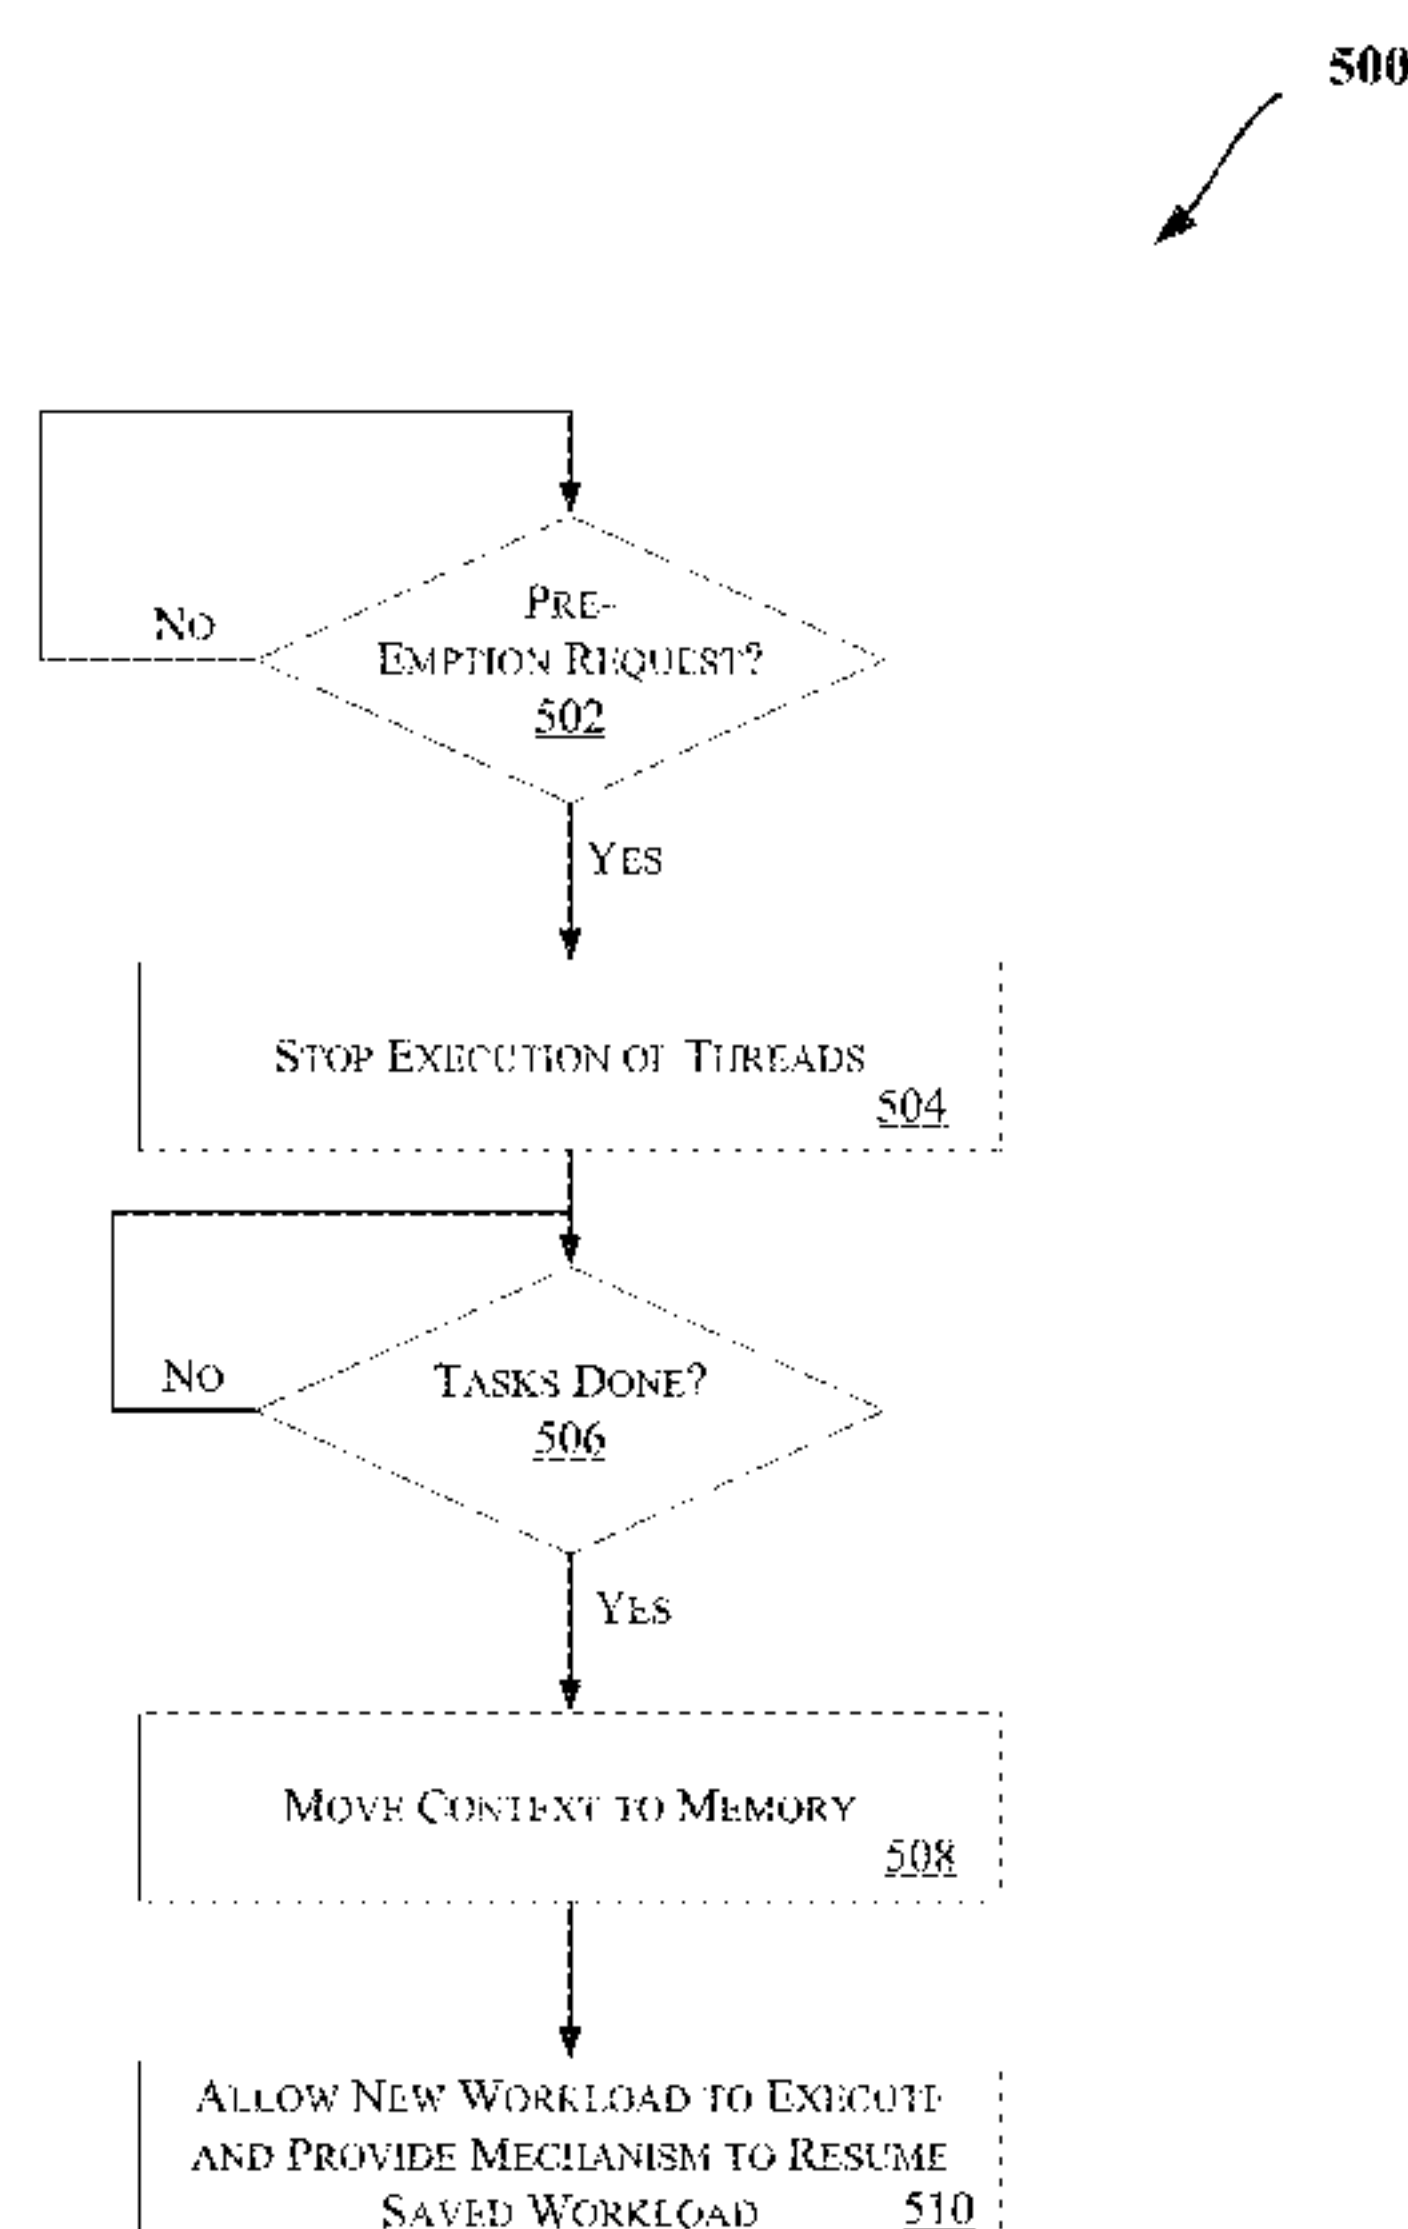 500
PRE-
EMPTION REQUEST?
502
NO
YES
STOP EXECUTION OF THREADS
504
TASKS DONE?
506
NO
YES
MOVE CONTEXT TO MEMORY
508
ALLOW NEW WORKLOAD TO EXECUTE
AND PROVIDE MECHANISM TO RESUME
SAVED WORKLOAD
510